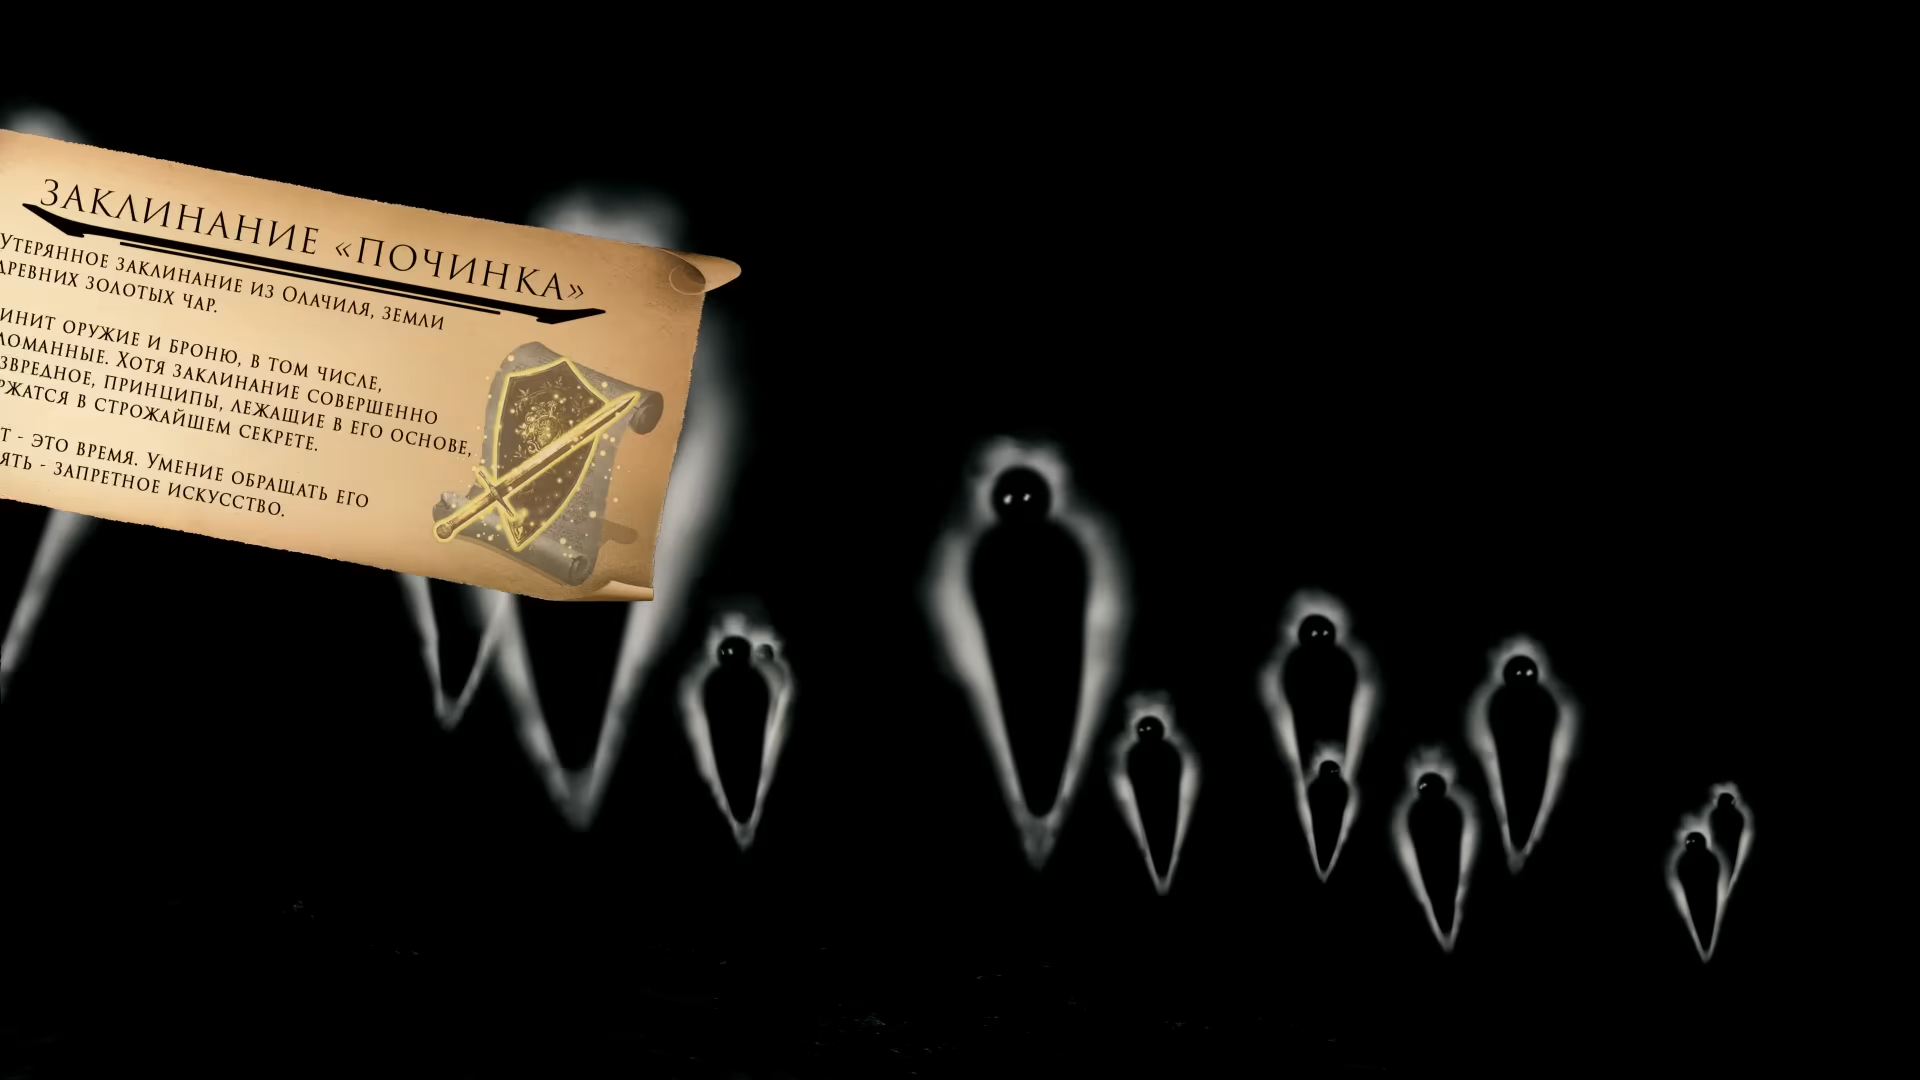 ЗАКЛИНАНИЕ «ПОЧИНКА»
УТЕРЯННОЕ ЗАКЛИНАНИЕ ИЗ ОЛАЧИЛЯ, ЗЕМЛИ
ДРЕВНИХ ЗОЛОТЫХ ЧАР.
ИНИТ ОРУЖИЕ И БРОНЮ, В ТОМ ЧИСЛЕ,
ЛОМАННЫЕ. ХОТЯ ЗАКЛИНАНИЕ СОВЕРШЕННО
ЗВРЕДНОЕ, ПРИНЦИПЫ, ЛЕЖАЩИЕ В ЕГО ОСНОВЕ,
РЖАТСЯ В СТРОЖАЙШЕМ СЕКРЕТЕ.
Т - ЭТО ВРЕМЯ. УМЕНИЕ ОБРАЩАТЬ ЕГО
ЯТЬ - ЗАПРЕТНОЕ ИСКУССТВО.